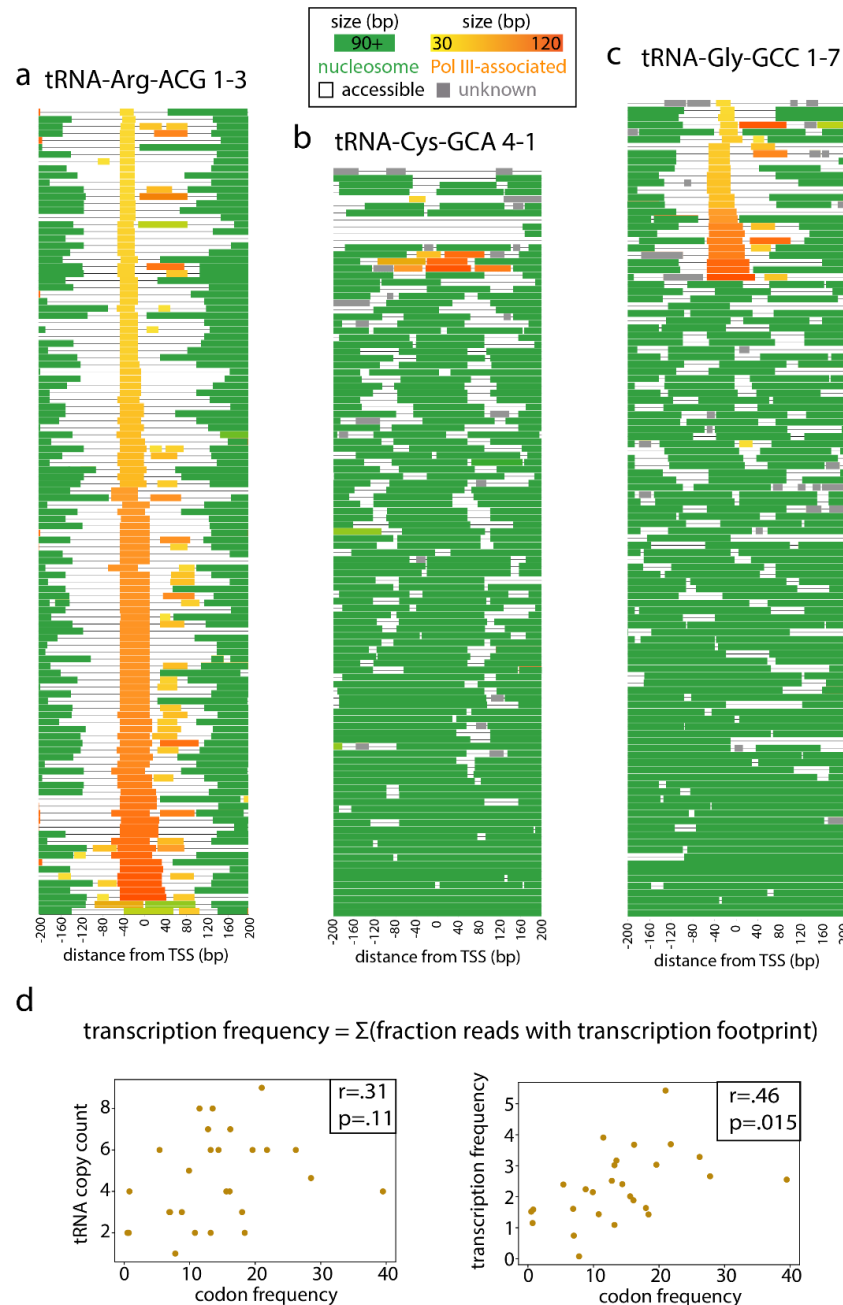 size (bp) size (bp)
90+ 30 120
nucleosome Pol III-associated
accessible unknown
a tRNA-Arg-ACG 1-3
b tRNA-Cys-GCA 4-1
c tRNA-Gly-GCC 1-7
-200 -160 -120 -80 -40 0 40 80 120 160 200
distance from TSS (bp)
-200 -160 -120 -80 -40 0 40 80 120 160 200
distance from TSS (bp)
-200 -160 -120 -80 -40 0 40 80 120 160 200
distance from TSS (bp)
d
transcription frequency = Σ(fraction reads with transcription footprint)
r=.31
p=.11
tRNA copy count
8
6
4
2
0 10 20 30 40
codon frequency
r=.46
p=.015
transcription frequency
5
4
3
2
1
0
0 10 20 30 40
codon frequency